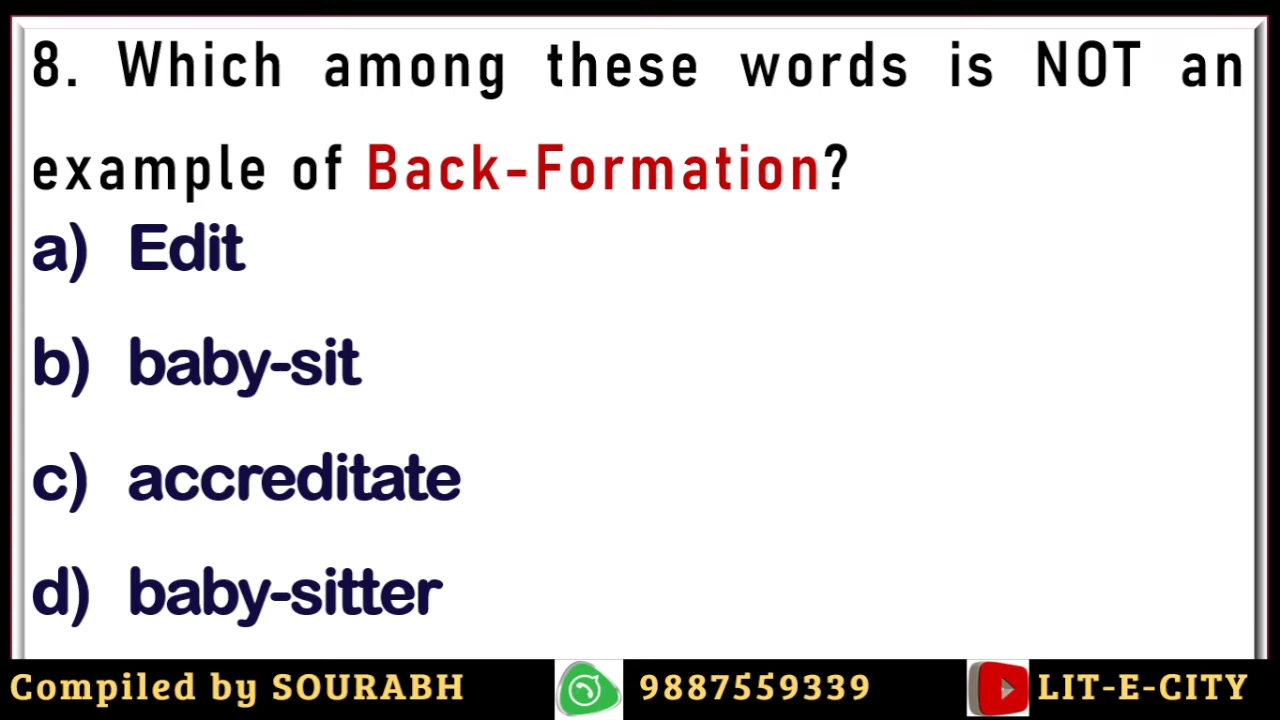 8. Which among these words is NOT an
example of Back-Formation?
a) Edit
b) baby-sit
c) accreditate
d) baby-sitter
Compiled by SOURABH 9887559339 LIT-E-CITY